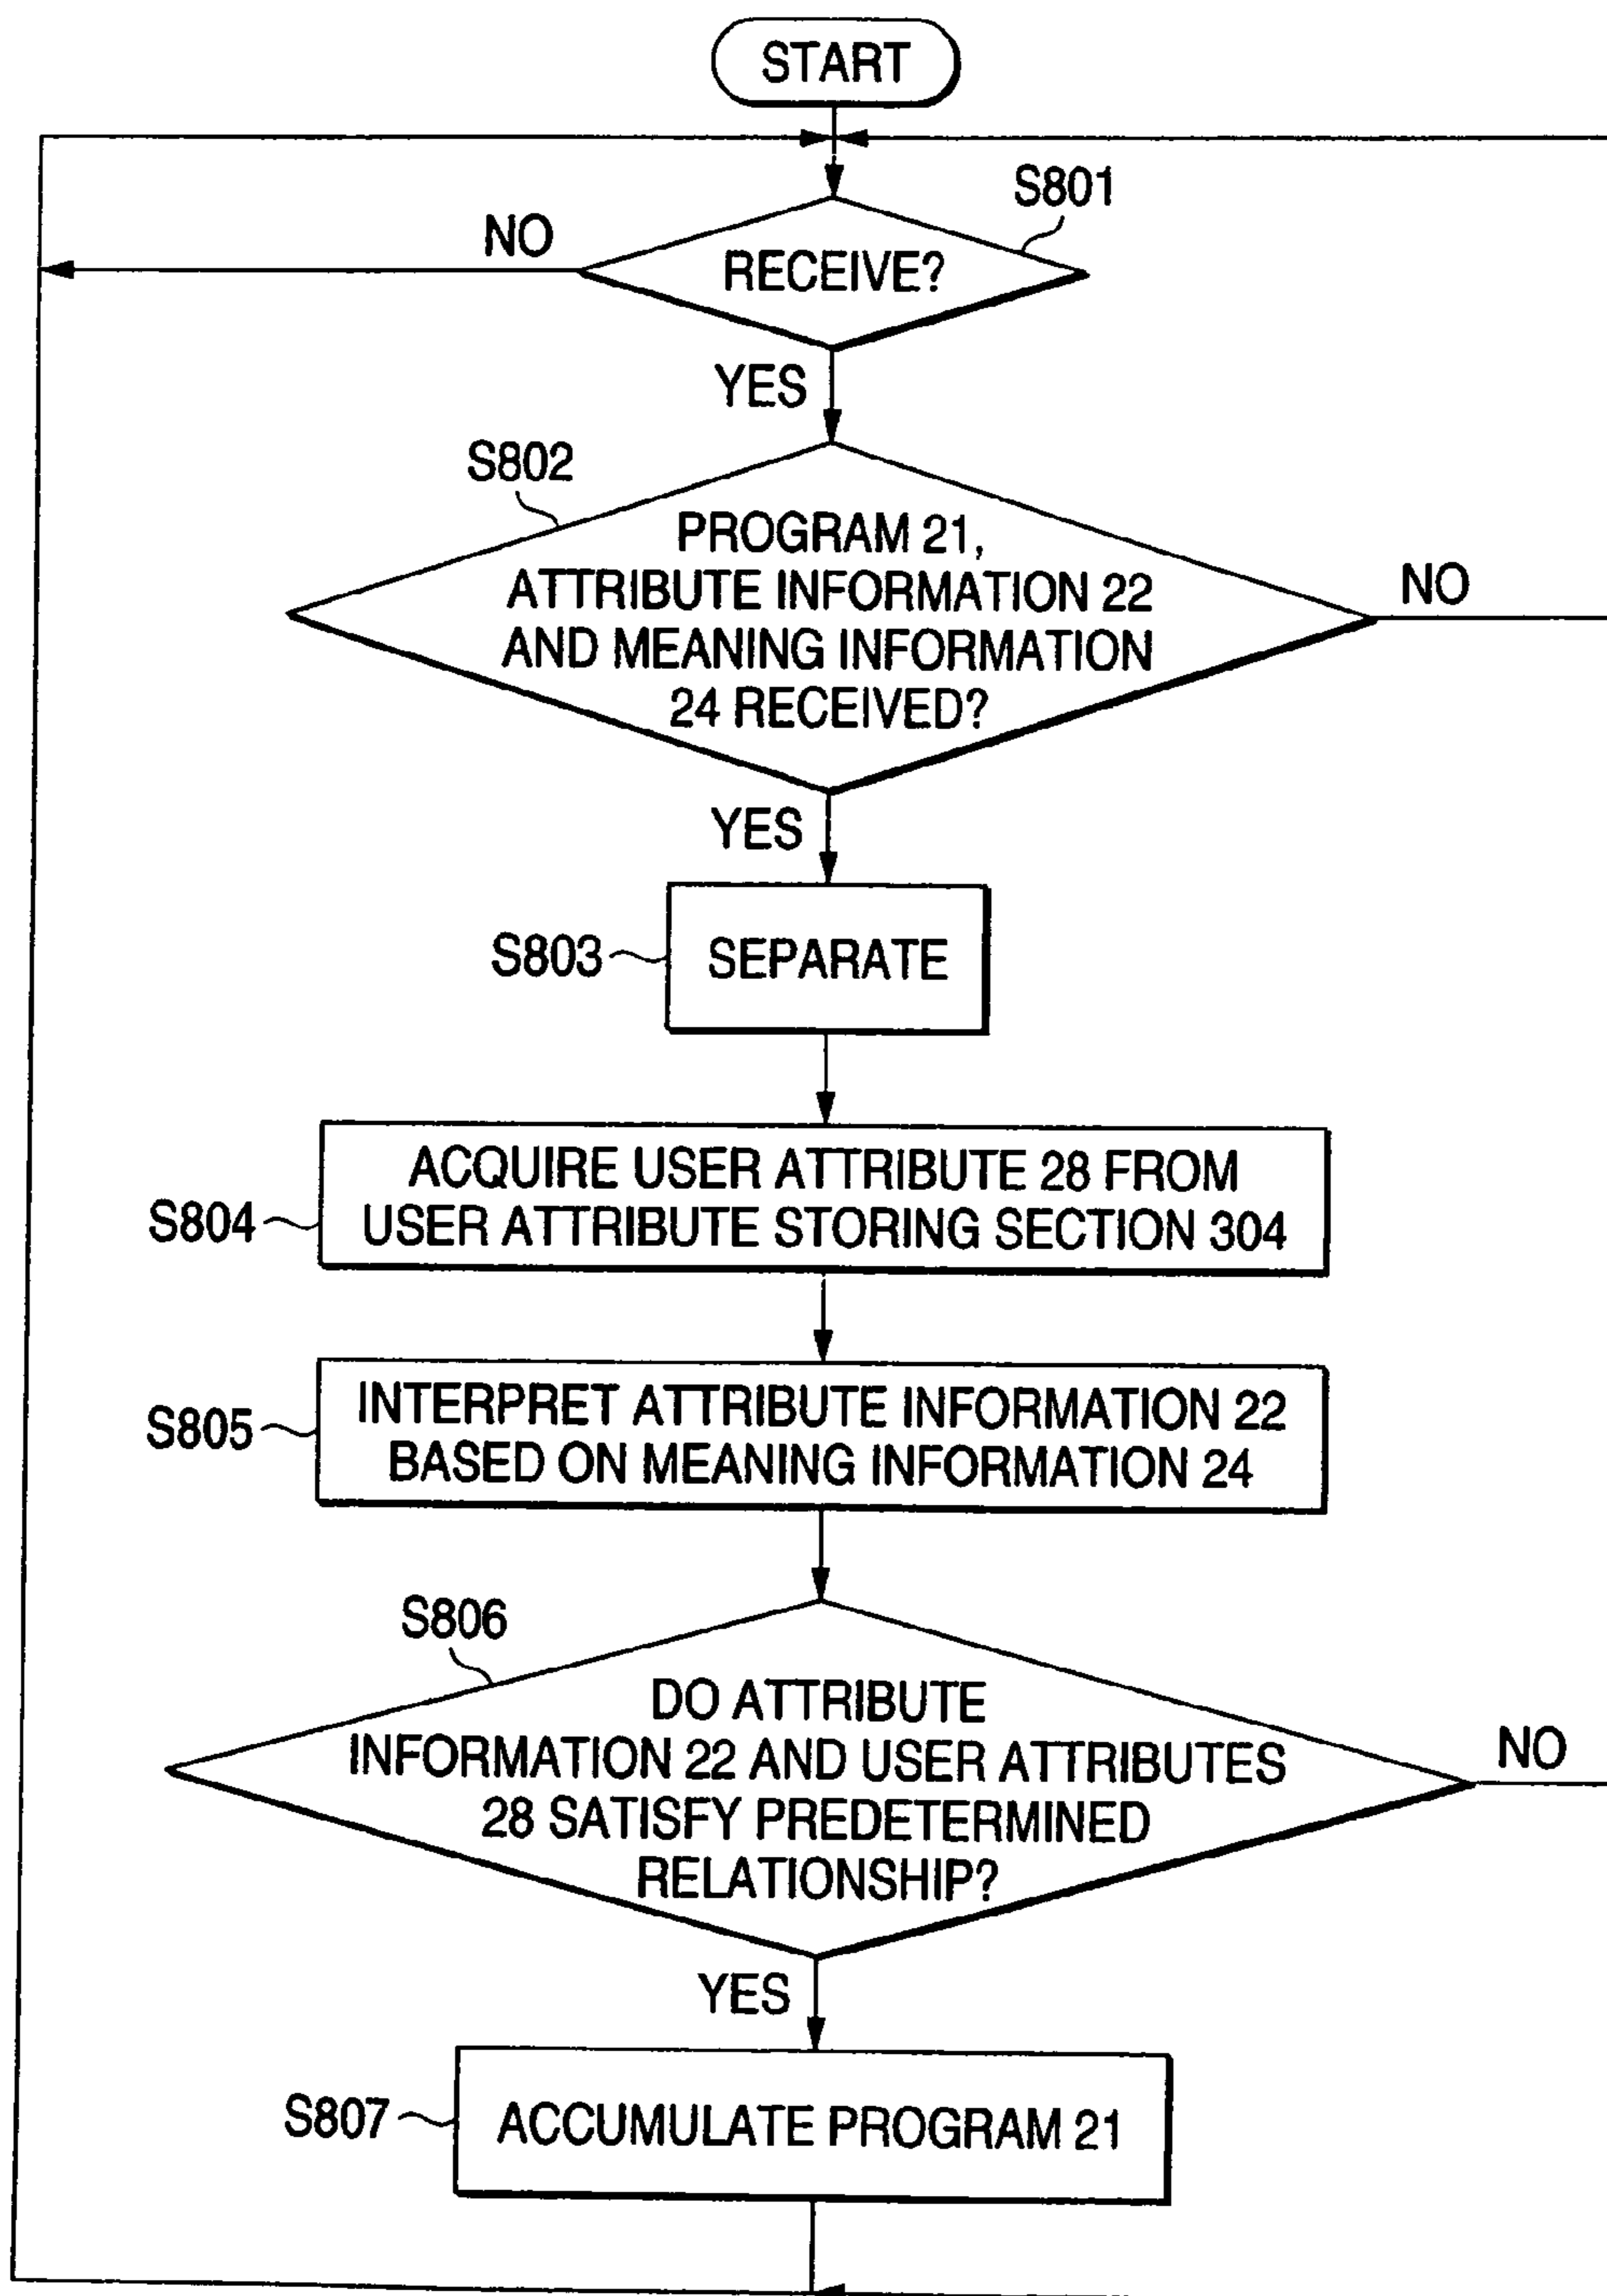 START
S801
NO
RECEIVE?
YES
S802
PROGRAM 21,
ATTRIBUTE INFORMATION 22
AND MEANING INFORMATION
24 RECEIVED?
NO
YES
S803
SEPARATE
S804
ACQUIRE USER ATTRIBUTE 28 FROM
USER ATTRIBUTE STORING SECTION 304
S805
INTERPRET ATTRIBUTE INFORMATION 22
BASED ON MEANING INFORMATION 24
S806
DO ATTRIBUTE
INFORMATION 22 AND USER ATTRIBUTES
28 SATISFY PREDETERMINED
RELATIONSHIP?
NO
YES
S807
ACCUMULATE PROGRAM 21